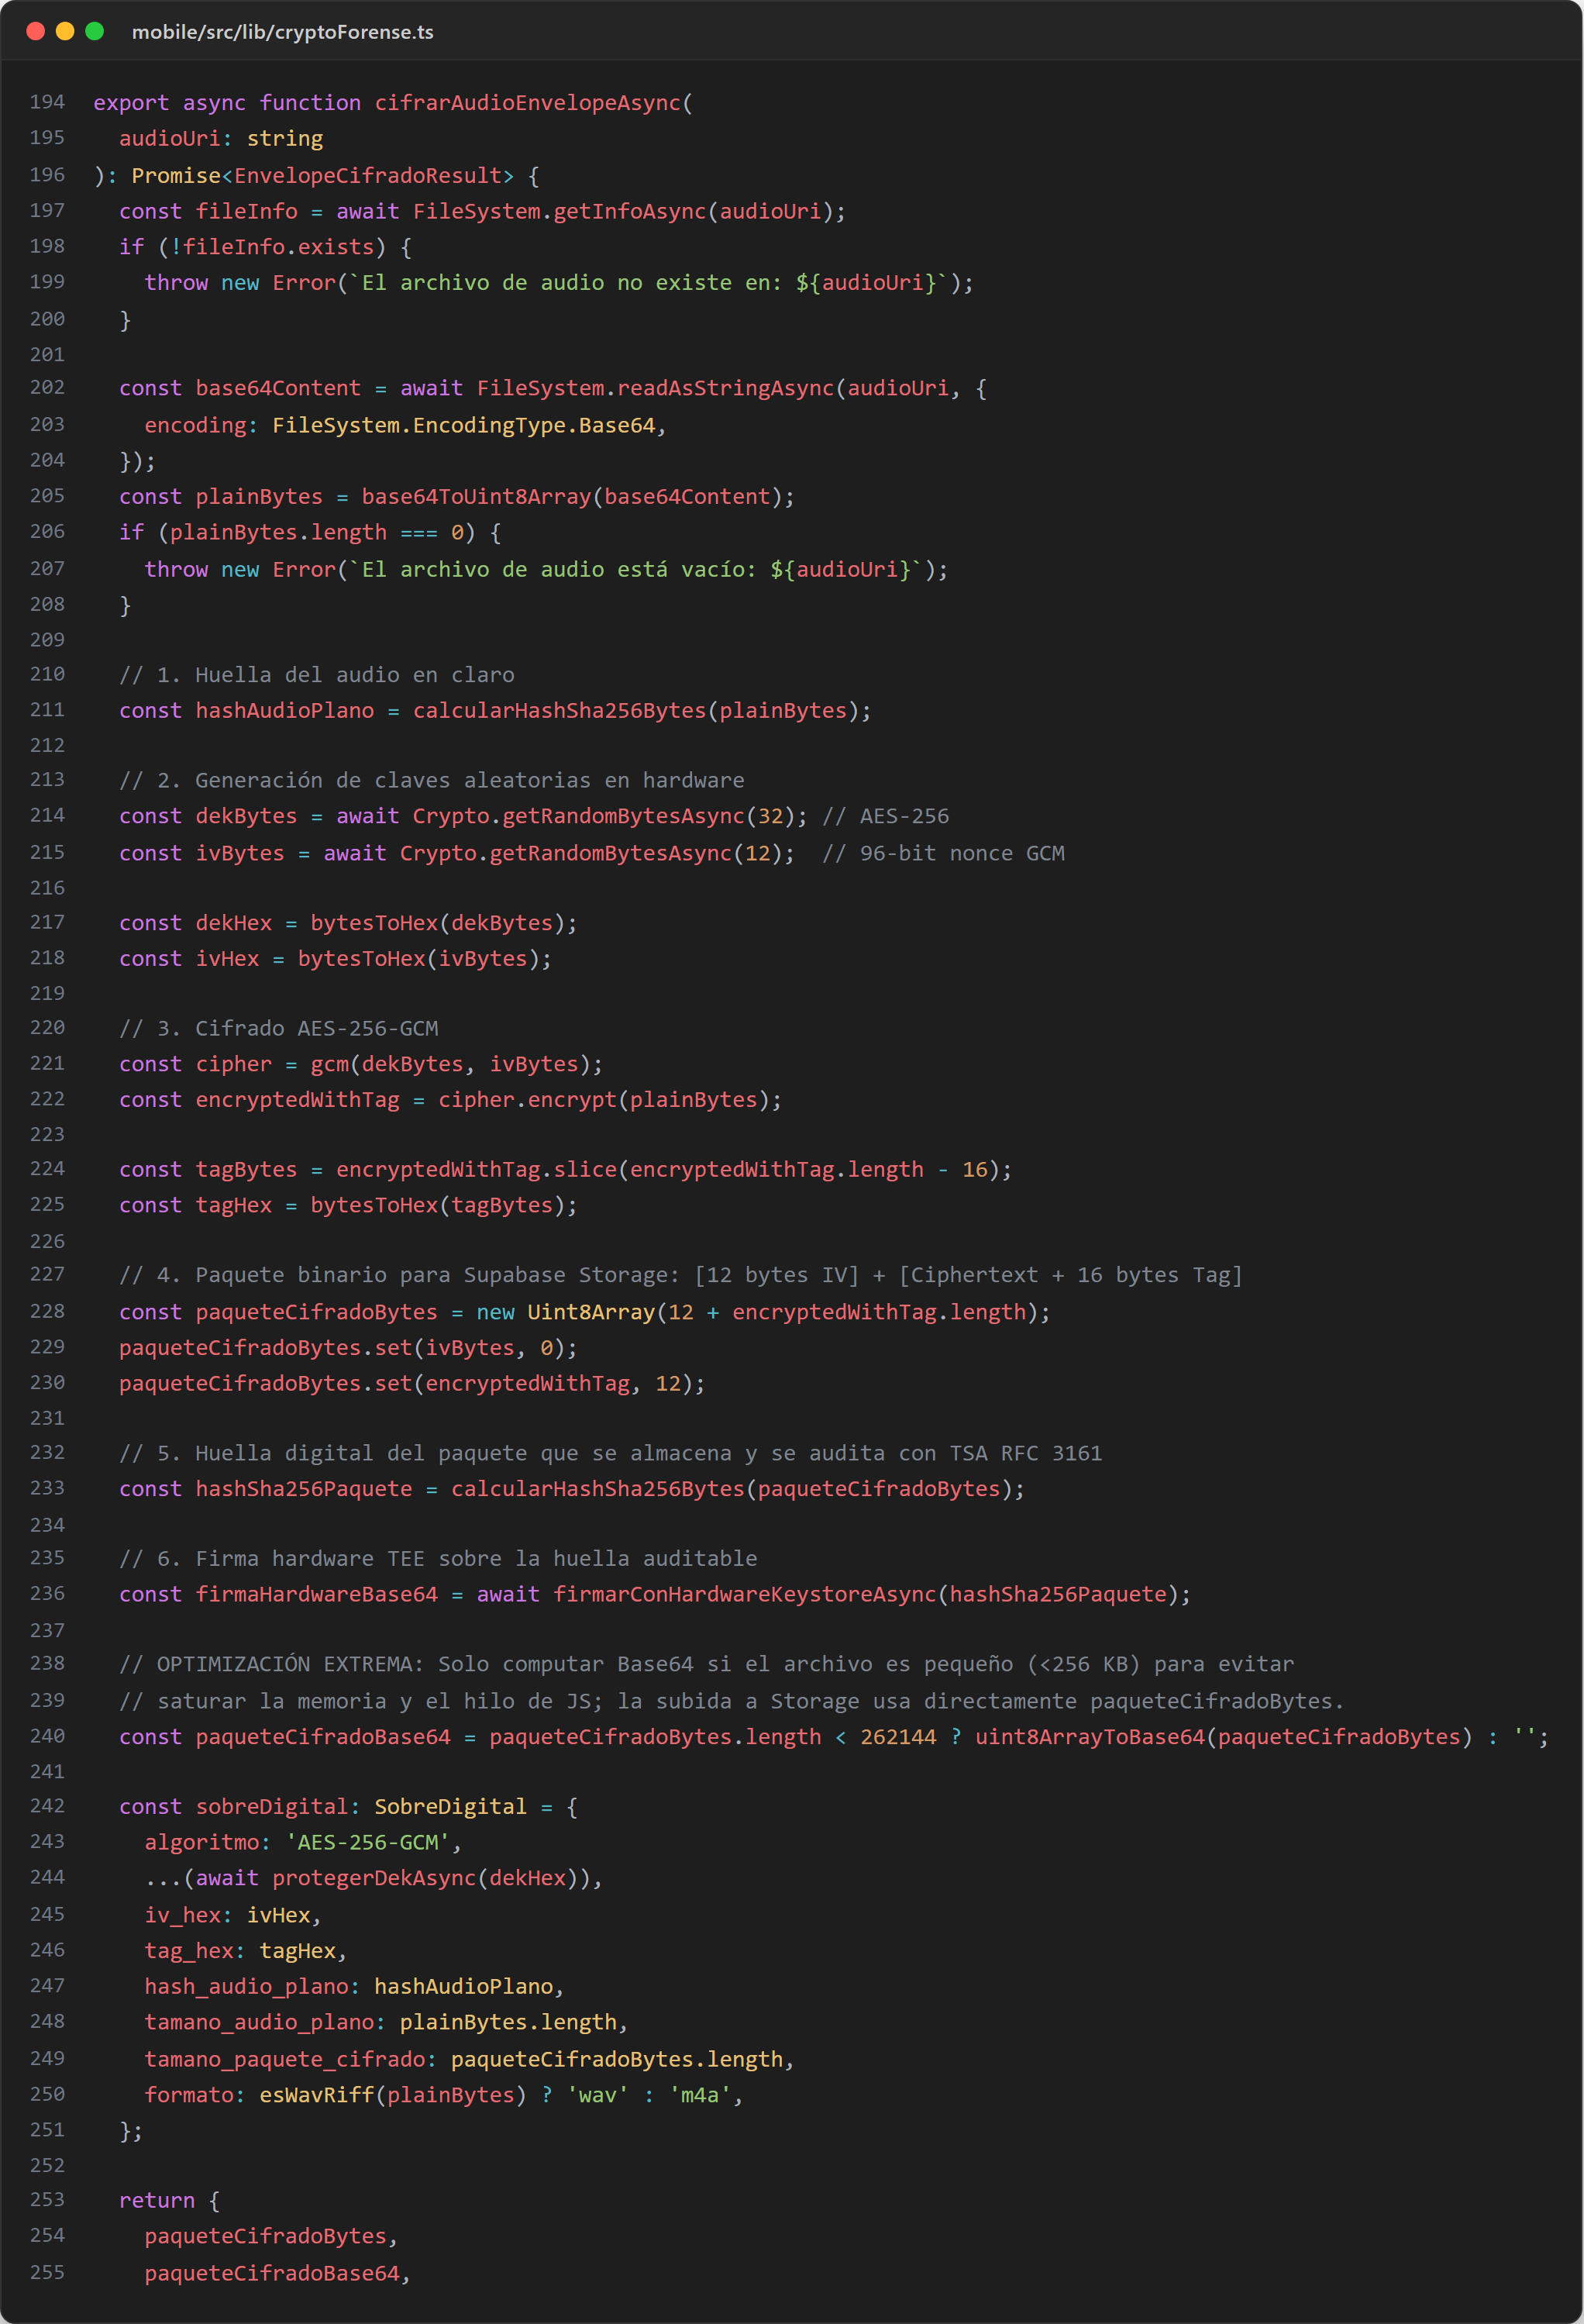 mobile/src/lib/cryptoForense.ts
194 export async function cifrarAudioEnvelopeAsync(
195   audioUri: string
196 ): Promise<EnvelopeCifradoResult> {
197   const fileInfo = await FileSystem.getInfoAsync(audioUri);
198   if (!fileInfo.exists) {
199     throw new Error(`El archivo de audio no existe en: ${audioUri}`);
200   }
201
202   const base64Content = await FileSystem.readAsStringAsync(audioUri, {
203     encoding: FileSystem.EncodingType.Base64,
204   });
205   const plainBytes = base64ToUint8Array(base64Content);
206   if (plainBytes.length === 0) {
207     throw new Error(`El archivo de audio está vacío: ${audioUri}`);
208   }
209
210   // 1. Huella del audio en claro
211   const hashAudioPlano = calcularHashSha256Bytes(plainBytes);
212
213   // 2. Generación de claves aleatorias en hardware
214   const dekBytes = await Crypto.getRandomBytesAsync(32); // AES-256
215   const ivBytes = await Crypto.getRandomBytesAsync(12);  // 96-bit nonce GCM
216
217   const dekHex = bytesToHex(dekBytes);
218   const ivHex = bytesToHex(ivBytes);
219
220   // 3. Cifrado AES-256-GCM
221   const cipher = gcm(dekBytes, ivBytes);
222   const encryptedWithTag = cipher.encrypt(plainBytes);
223
224   const tagBytes = encryptedWithTag.slice(encryptedWithTag.length - 16);
225   const tagHex = bytesToHex(tagBytes);
226
227   // 4. Paquete binario para Supabase Storage: [12 bytes IV] + [Ciphertext + 16 bytes Tag]
228   const paqueteCifradoBytes = new Uint8Array(12 + encryptedWithTag.length);
229   paqueteCifradoBytes.set(ivBytes, 0);
230   paqueteCifradoBytes.set(encryptedWithTag, 12);
231
232   // 5. Huella digital del paquete que se almacena y se audita con TSA RFC 3161
233   const hashSha256Paquete = calcularHashSha256Bytes(paqueteCifradoBytes);
234
235   // 6. Firma hardware TEE sobre la huella auditable
236   const firmaHardwareBase64 = await firmarConHardwareKeystoreAsync(hashSha256Paquete);
237
238   // OPTIMIZACIÓN EXTREMA: Solo computar Base64 si el archivo es pequeño (<256 KB) para evitar
239   // saturar la memoria y el hilo de JS; la subida a Storage usa directamente paqueteCifradoBytes.
240   const paqueteCifradoBase64 = paqueteCifradoBytes.length < 262144 ? uint8ArrayToBase64(paqueteCifradoBytes) : '';
241
242   const sobreDigital: SobreDigital = {
243     algoritmo: 'AES-256-GCM',
244     ...(await protegerDekAsync(dekHex)),
245     iv_hex: ivHex,
246     tag_hex: tagHex,
247     hash_audio_plano: hashAudioPlano,
248     tamano_audio_plano: plainBytes.length,
249     tamano_paquete_cifrado: paqueteCifradoBytes.length,
250     formato: esWavRiff(plainBytes) ? 'wav' : 'm4a',
251   };
252
253   return {
254     paqueteCifradoBytes,
255     paqueteCifradoBase64,